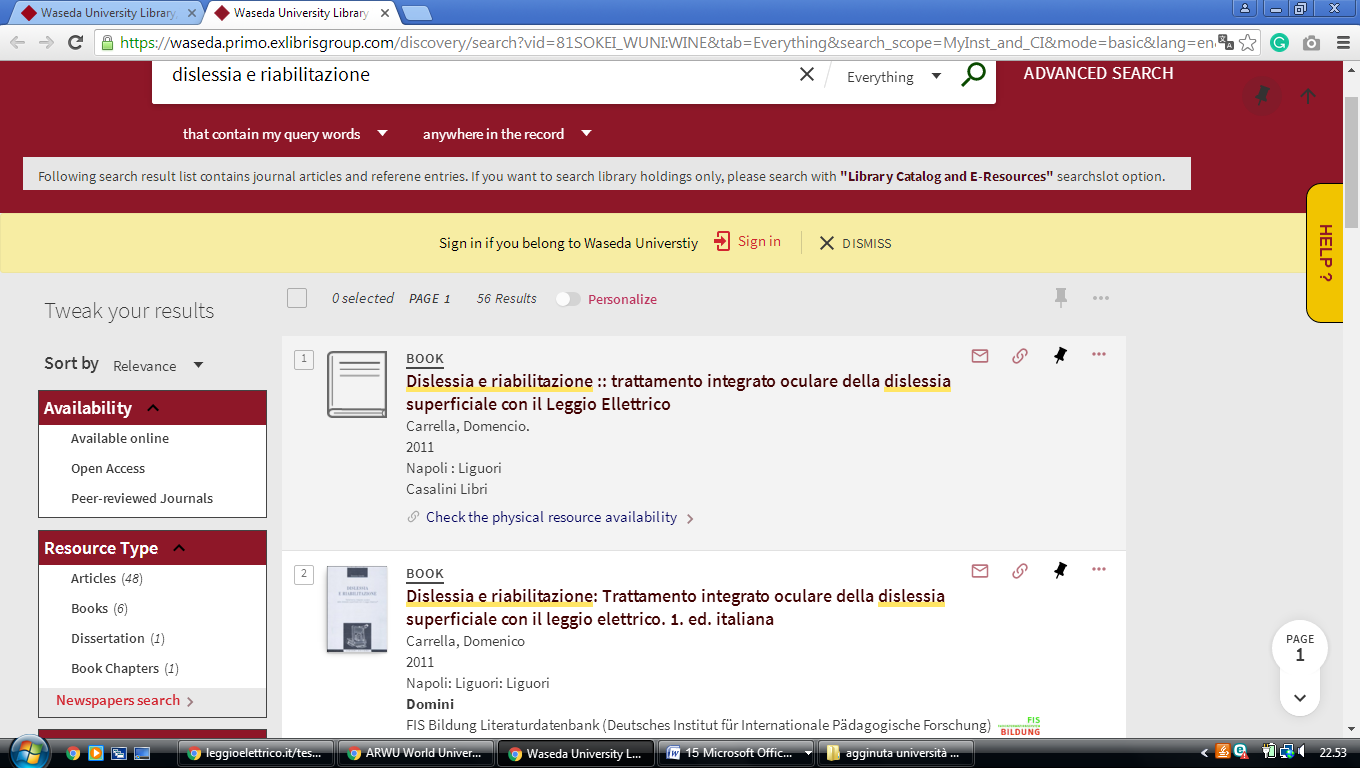 Waseda University Library,
Waseda University Library
https://waseda.primo.exlibrisgroup.com/discovery/search?vid=81SOKEI_WUNI:WINE&tab=Everything&search_scope=MyInst_and_CI&mode=basic&lang=en
dislessia e riabilitazione
Everything
ADVANCED SEARCH
that contain my query words
anywhere in the record
Following search result list contains journal articles and referene entries. If you want to search library holdings only, please search with "Library Catalog and E-Resources" searchslot option.
HELP ?
Sign in if you belong to Waseda Universtiy
Sign in
DISMISS
Tweak your results
0 selected PAGE 1 56 Results
Personalize
Sort by Relevance
Availability
Available online
Open Access
Peer-reviewed Journals
Resource Type
Articles (48)
Books (6)
Dissertation (1)
Book Chapters (1)
Newspapers search
1
BOOK
Dislessia e riabilitazione :: trattamento integrato oculare della dislessia
superficiale con il Leggio Ellettrico
Carrella, Domencio.
2011
Napoli : Liguori
Casalini Libri
Check the physical resource availability
2
DISLESSIA
E RIABILITAZIONE
BOOK
Dislessia e riabilitazione: Trattamento integrato oculare della dislessia
superficiale con il leggio elettrico. 1. ed. italiana
Carrella, Domenico
2011
Napoli: Liguori: Liguori
Domini
FIS Bildung Literaturdatenbank (Deutsches Institut für Internationale Pädagogische Forschung)
FIS
BILDUNG
PAGE
1
leggioelettrico.it/tes...
ARWU World Univer...
Waseda University L...
15 Microsoft Offic...
agginuta università ...
22.53